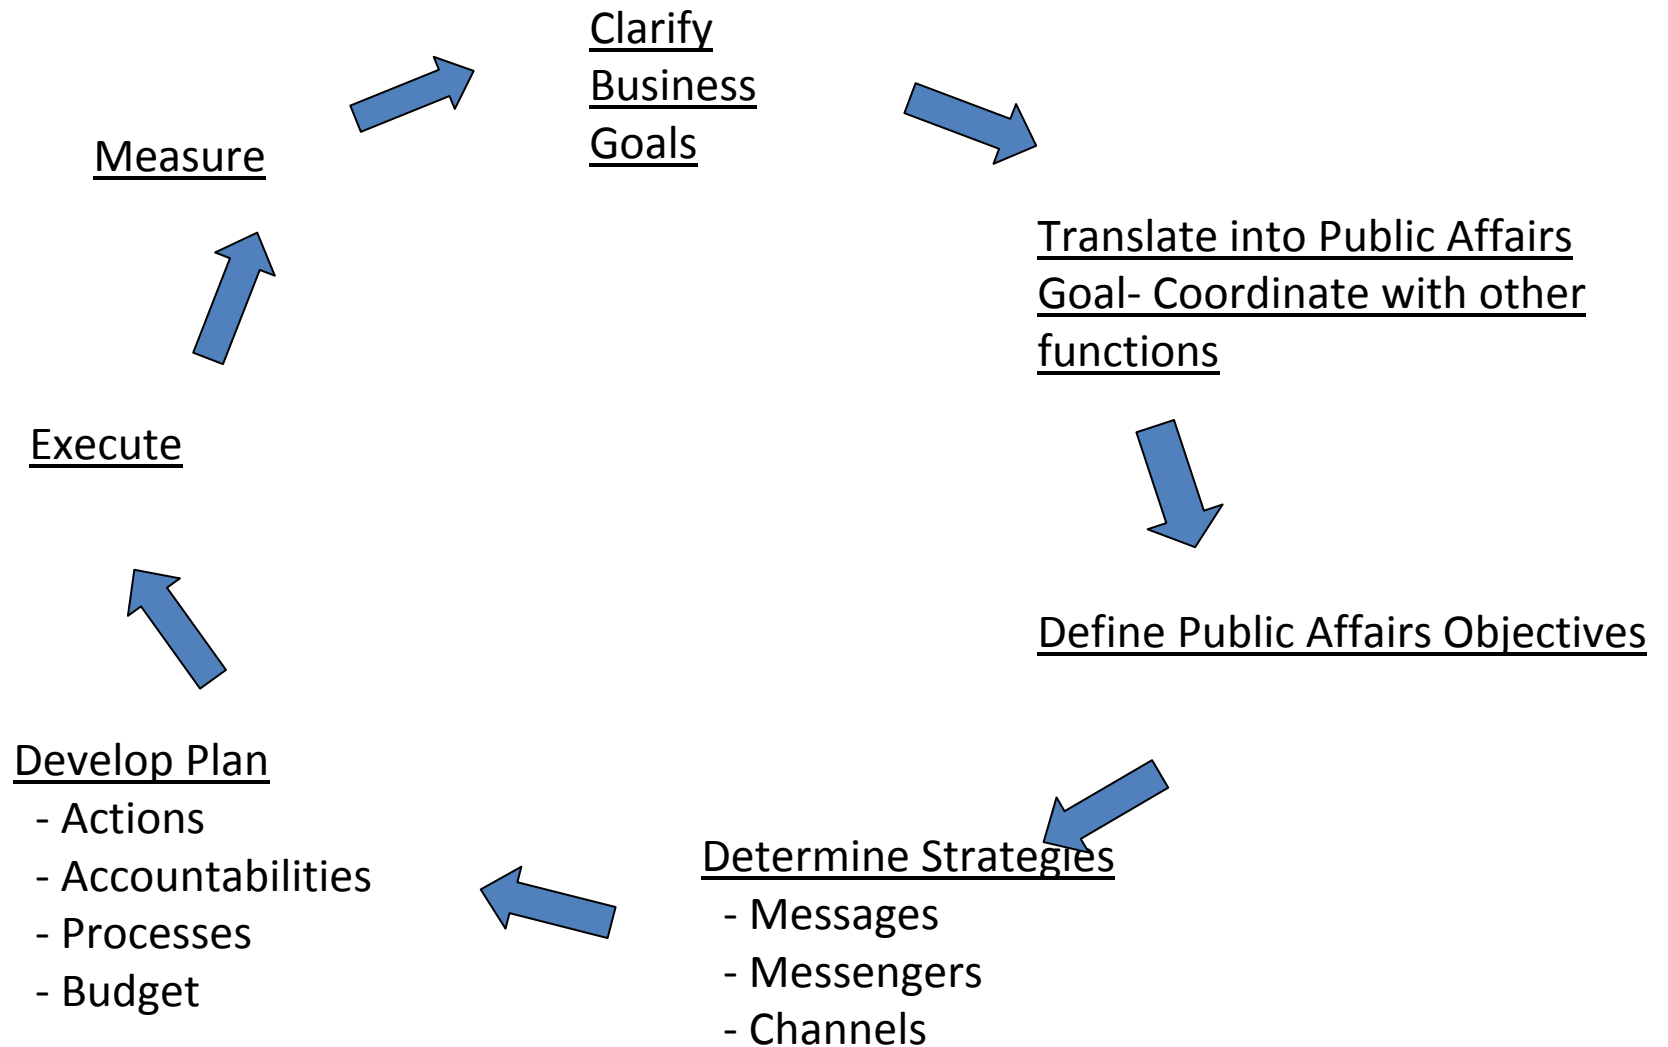 Clarify
Business
Goals
Measure
Translate into Public Affairs
Goal- Coordinate with other
functions
Execute
Define Public Affairs Objectives
Develop Plan
- Actions
- Accountabilities
- Processes
- Budget
Determine Strategies
- Messages
- Messengers
- Channels